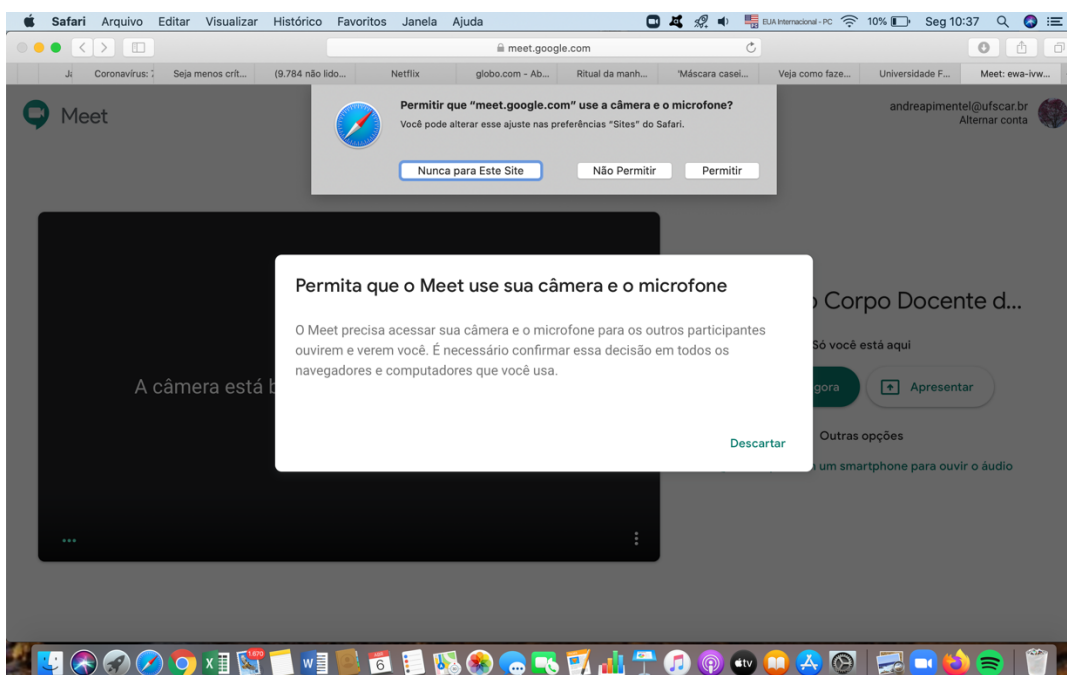 Safari Arquivo Editar Visualizar Histórico Favoritos Janela Ajuda EUA Internacional - PC 10% Seg 10:37
meet.google.com
Coronavírus: Seja menos crít... (9.784 não lido... Netflix globo.com - Ab... Ritual da manh... 'Máscara casei... Veja como faze... Universidade F... Meet: ewa-ivw...
Permitir que "meet.google.com" use a câmera e o microfone?
Você pode alterar esse ajuste nas preferências "Sites" do Safari.
Nunca para Este Site Não Permitir Permitir
Meet
andreapimentel@ufscar.br
Alternar conta
A câmera está
Permita que o Meet use sua câmera e o microfone
O Meet precisa acessar sua câmera e o microfone para os outros participantes
ouvirem e verem você. É necessário confirmar essa decisão em todos os
navegadores e computadores que você usa.
Descartar
Corpo Docente d...
Só você está aqui
gora Apresentar
Outras opções
um smartphone para ouvir o áudio
1.870
6
tv